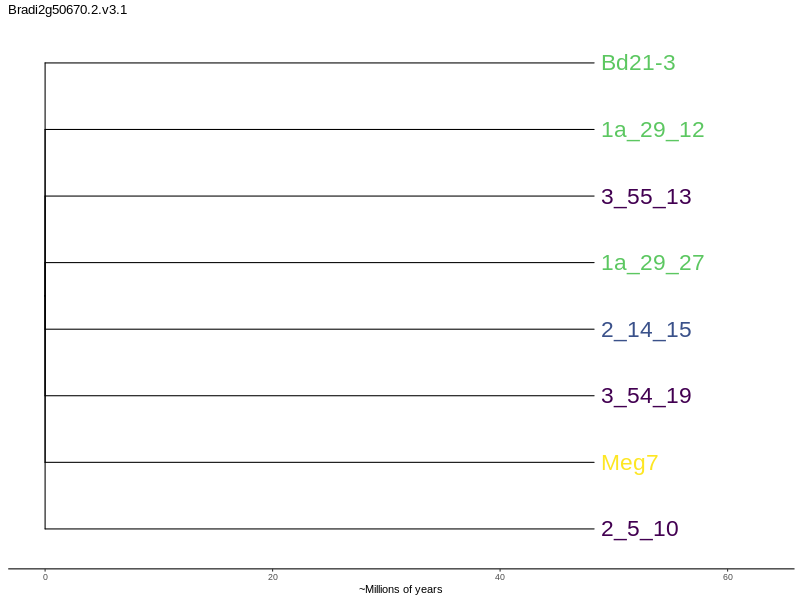 Bradi2g50670.2.v3.1
Bd21-3
1a_29_12
3_55_13
1a_29_27
2_14_15
3_54_19
Meg7
2_5_10
0 20 40 60
~Millions of years